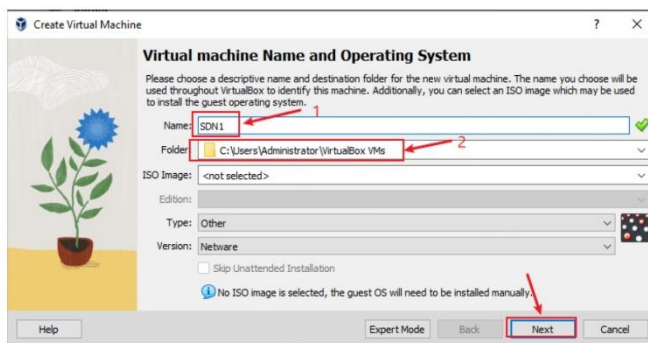 Create Virtual Machine
?
Virtual machine Name and Operating System
Please choose a descriptive name and destination folder for the new virtual machine. The name you choose will be
used throughout VirtualBox to identify this machine. Additionally, you can select an ISO image which may be used
to install the guest operating system.
1
Name: SDN1
2
Folder: C:\Users\Administrator\VirtualBox VMs
ISO Image: <not selected>
Edition:
Type: Other
Version: Netware
Skip Unattended Installation
No ISO image is selected, the guest OS will need to be installed manually.
Help Expert Mode Back Next Cancel